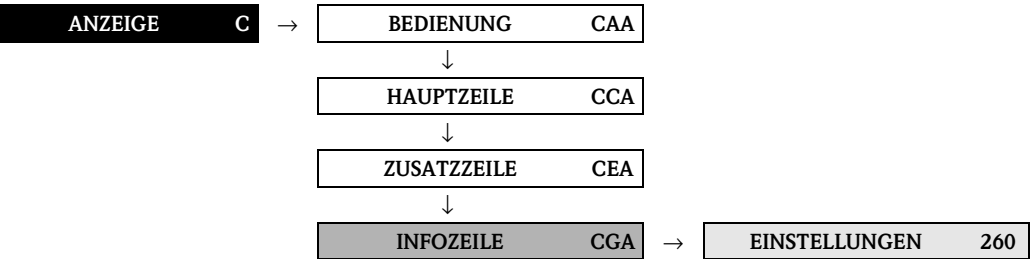 ANZEIGE C → BEDIENUNG CAA
↓
HAUPTZEILE CCA
↓
ZUSATZZEILE CEA
↓
INFOZEILE CGA → EINSTELLUNGEN 260